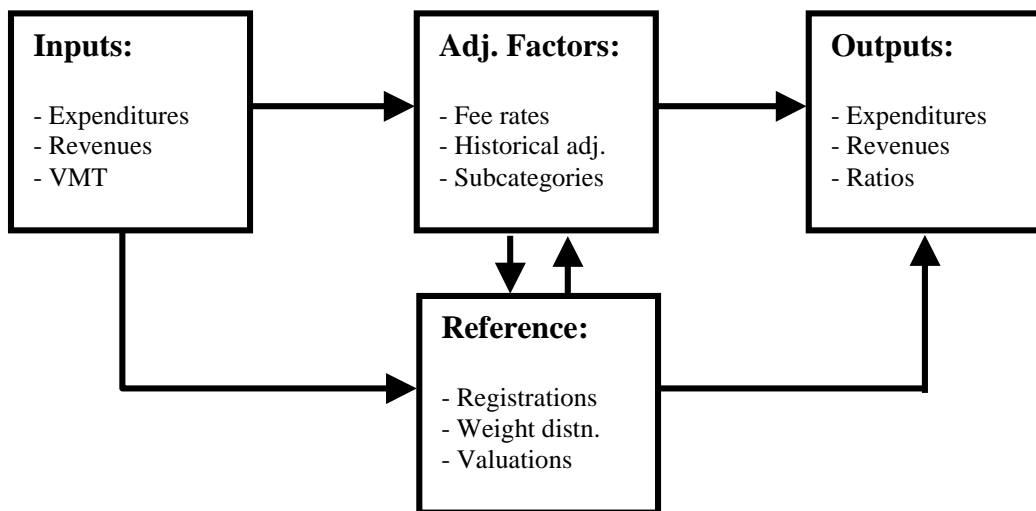 Inputs:
- Expenditures
- Revenues
- VMT
Adj. Factors:
- Fee rates
- Historical adj.
- Subcategories
Outputs:
- Expenditures
- Revenues
- Ratios
Reference:
- Registrations
- Weight distn.
- Valuations